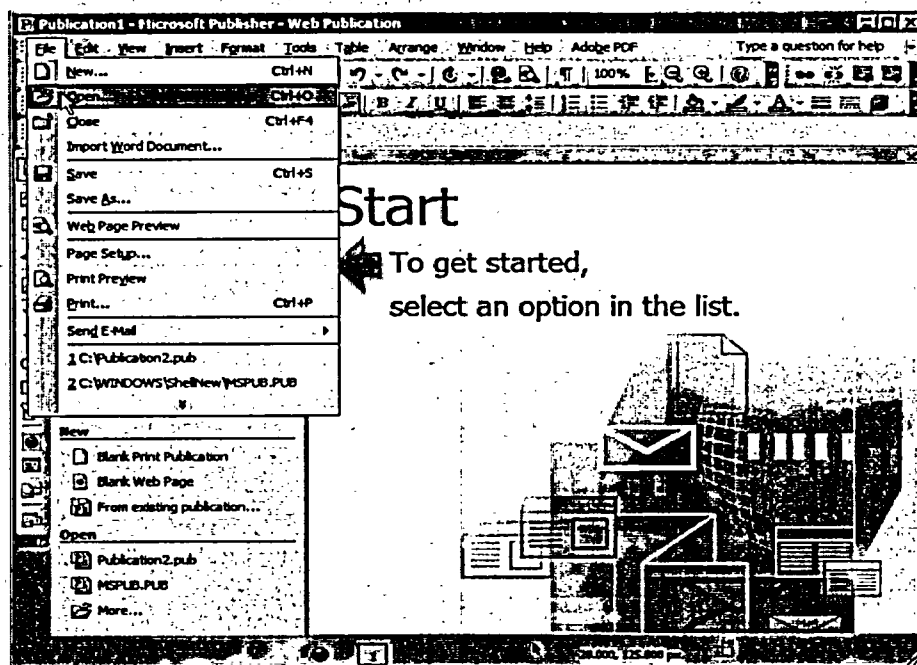 Publication1 - Microsoft Publisher - Web Publication
File Edit View Insert Format Tools Table Arrange Window Help Adobe PDF Type a question for help
New... Ctrl+N
100%
Open... Ctrl+O
B I U
Close Ctrl+F4
Import Word Document...
Save Ctrl+S
Save As...
Web Page Preview
Page Setup...
Print Preview
Print... Ctrl+P
Send E-Mail
1 C:\Publication2.pub
2 C:\WINDOWS\ShellNew\MSPUB.PUB
Start
To get started,
select an option in the list.
New
Blank Print Publication
Blank Web Page
From existing publication...
Open
Publication2.pub
MSPUB.PUB
More...